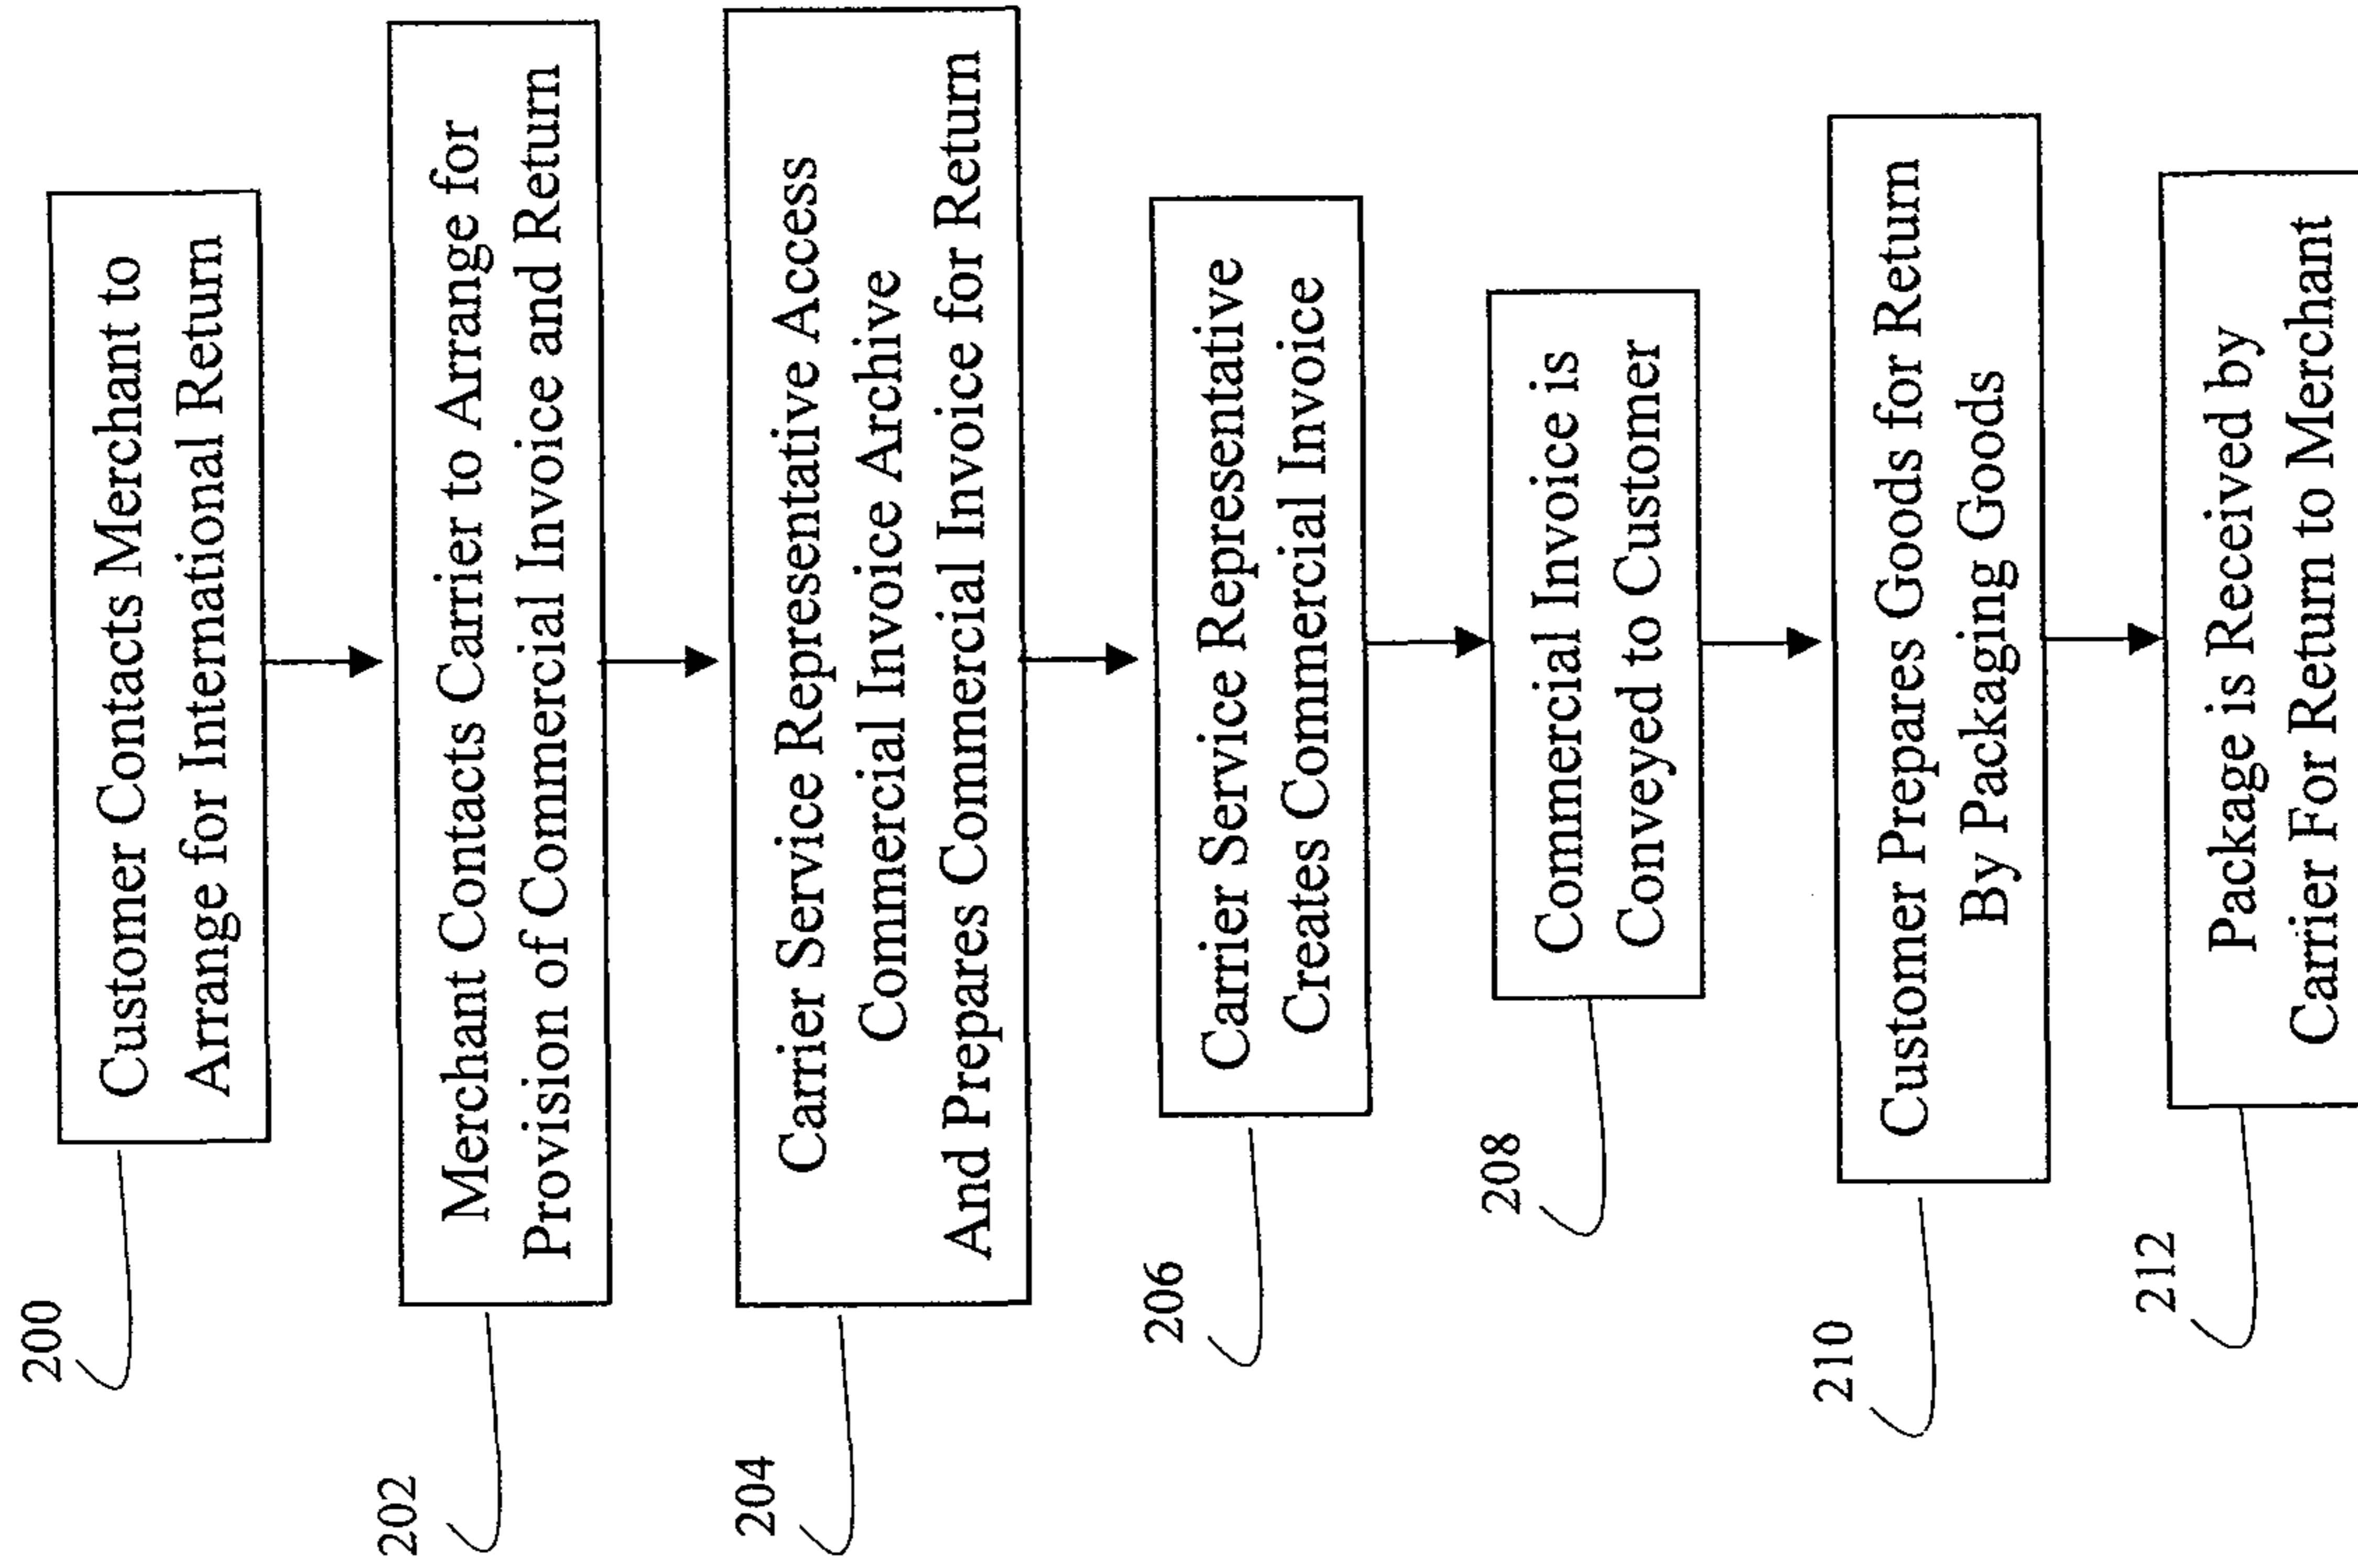 200
Customer Contacts Merchant to
Arrange for International Return
202
Merchant Contacts Carrier to Arrange for
Provision of Commercial Invoice and Return
204
Carrier Service Representative Access
Commercial Invoice Archive
And Prepares Commercial Invoice for Return
206
Carrier Service Representative
Creates Commercial Invoice
208
Commercial Invoice is
Conveyed to Customer
210
Customer Prepares Goods for Return
By Packaging Goods
212
Package is Received by
Carrier For Return to Merchant